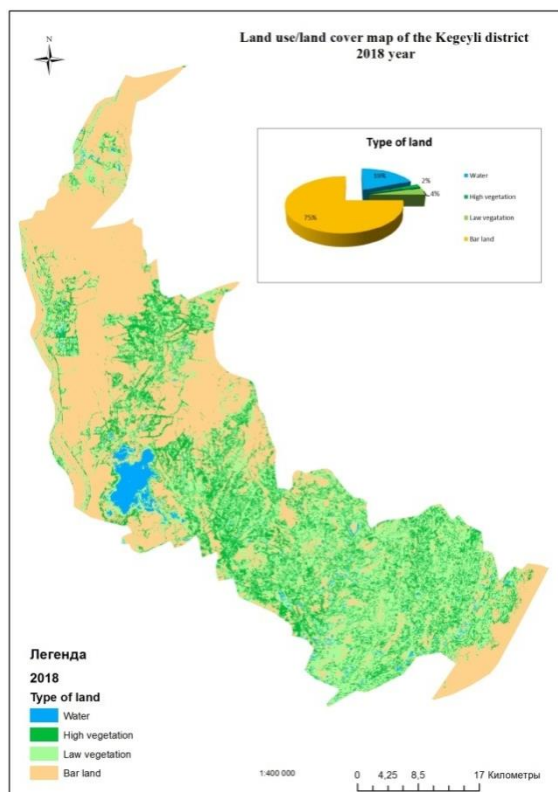 Land use/land cover map of the Kegeyli district
2018 year
N
Type of land
2%
4%
75%
Water
High vegetation
Law vegatation
Bar land
Легенда
2018
Type of land
Water
High vegetation
Law vegetation
Bar land
1:400 000
0 4,25 8,5 17 Километры